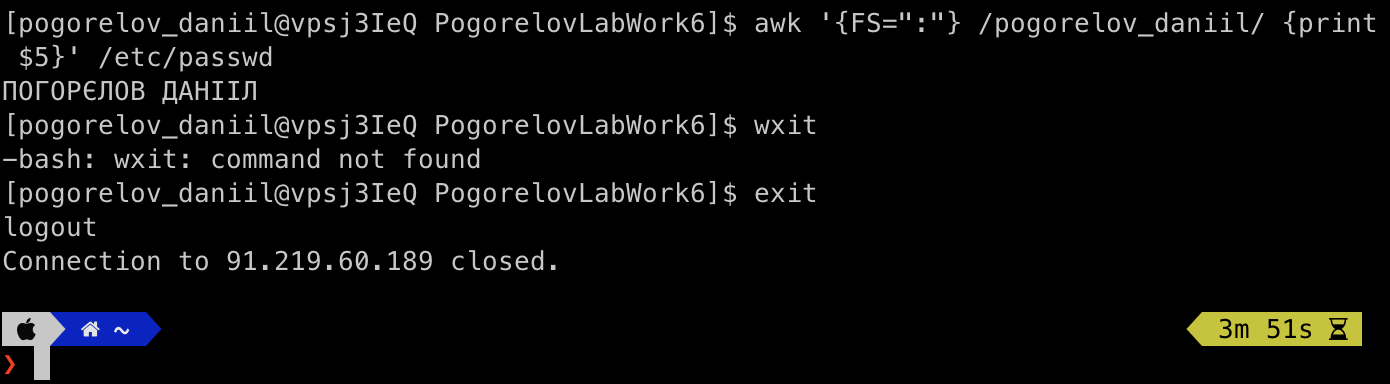 [pogorelov_daniil@vpsj3IeQ PogorelovLabWork6]$ awk '{FS=":"} /pogorelov_daniil/ {print
 $5}' /etc/passwd
ПОГОРЄЛОВ ДАНІІЛ
[pogorelov_daniil@vpsj3IeQ PogorelovLabWork6]$ wxit
-bash: wxit: command not found
[pogorelov_daniil@vpsj3IeQ PogorelovLabWork6]$ exit
logout
Connection to 91.219.60.189 closed.
~ 3m 51s
❯